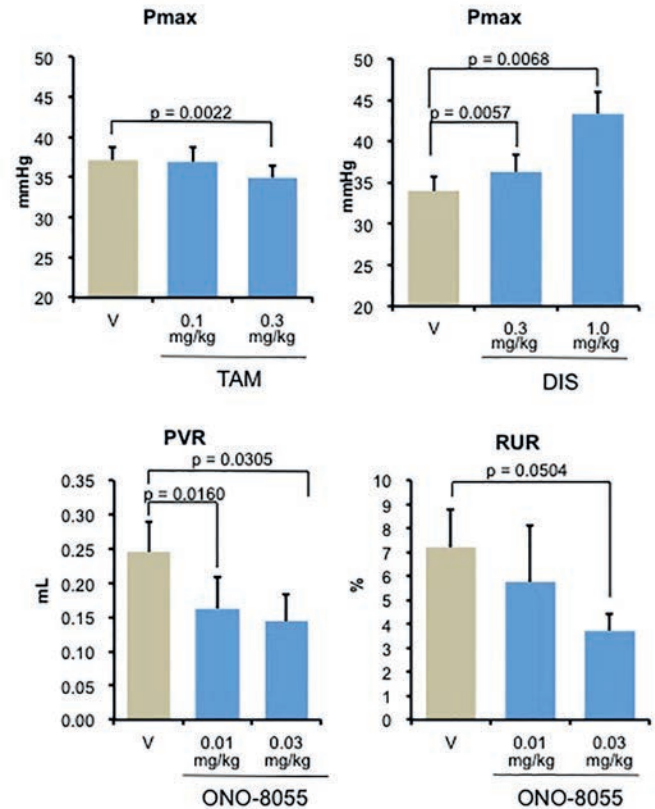 Pmax
50
45
40
35
30
25
20
mmHg
p = 0.0022
V
0.1
mg/kg
0.3
mg/kg
TAM
Pmax
50
45
40
35
30
25
20
mmHg
p = 0.0068
p = 0.0057
V
0.3
mg/kg
1.0
mg/kg
DIS
PVR
0.35
0.30
0.25
0.20
0.15
0.10
0.05
0.00
mL
p = 0.0305
p = 0.0160
V
0.01
mg/kg
0.03
mg/kg
ONO-8055
RUR
10
9
8
7
6
5
4
3
2
1
0
%
p = 0.0504
V
0.01
mg/kg
0.03
mg/kg
ONO-8055